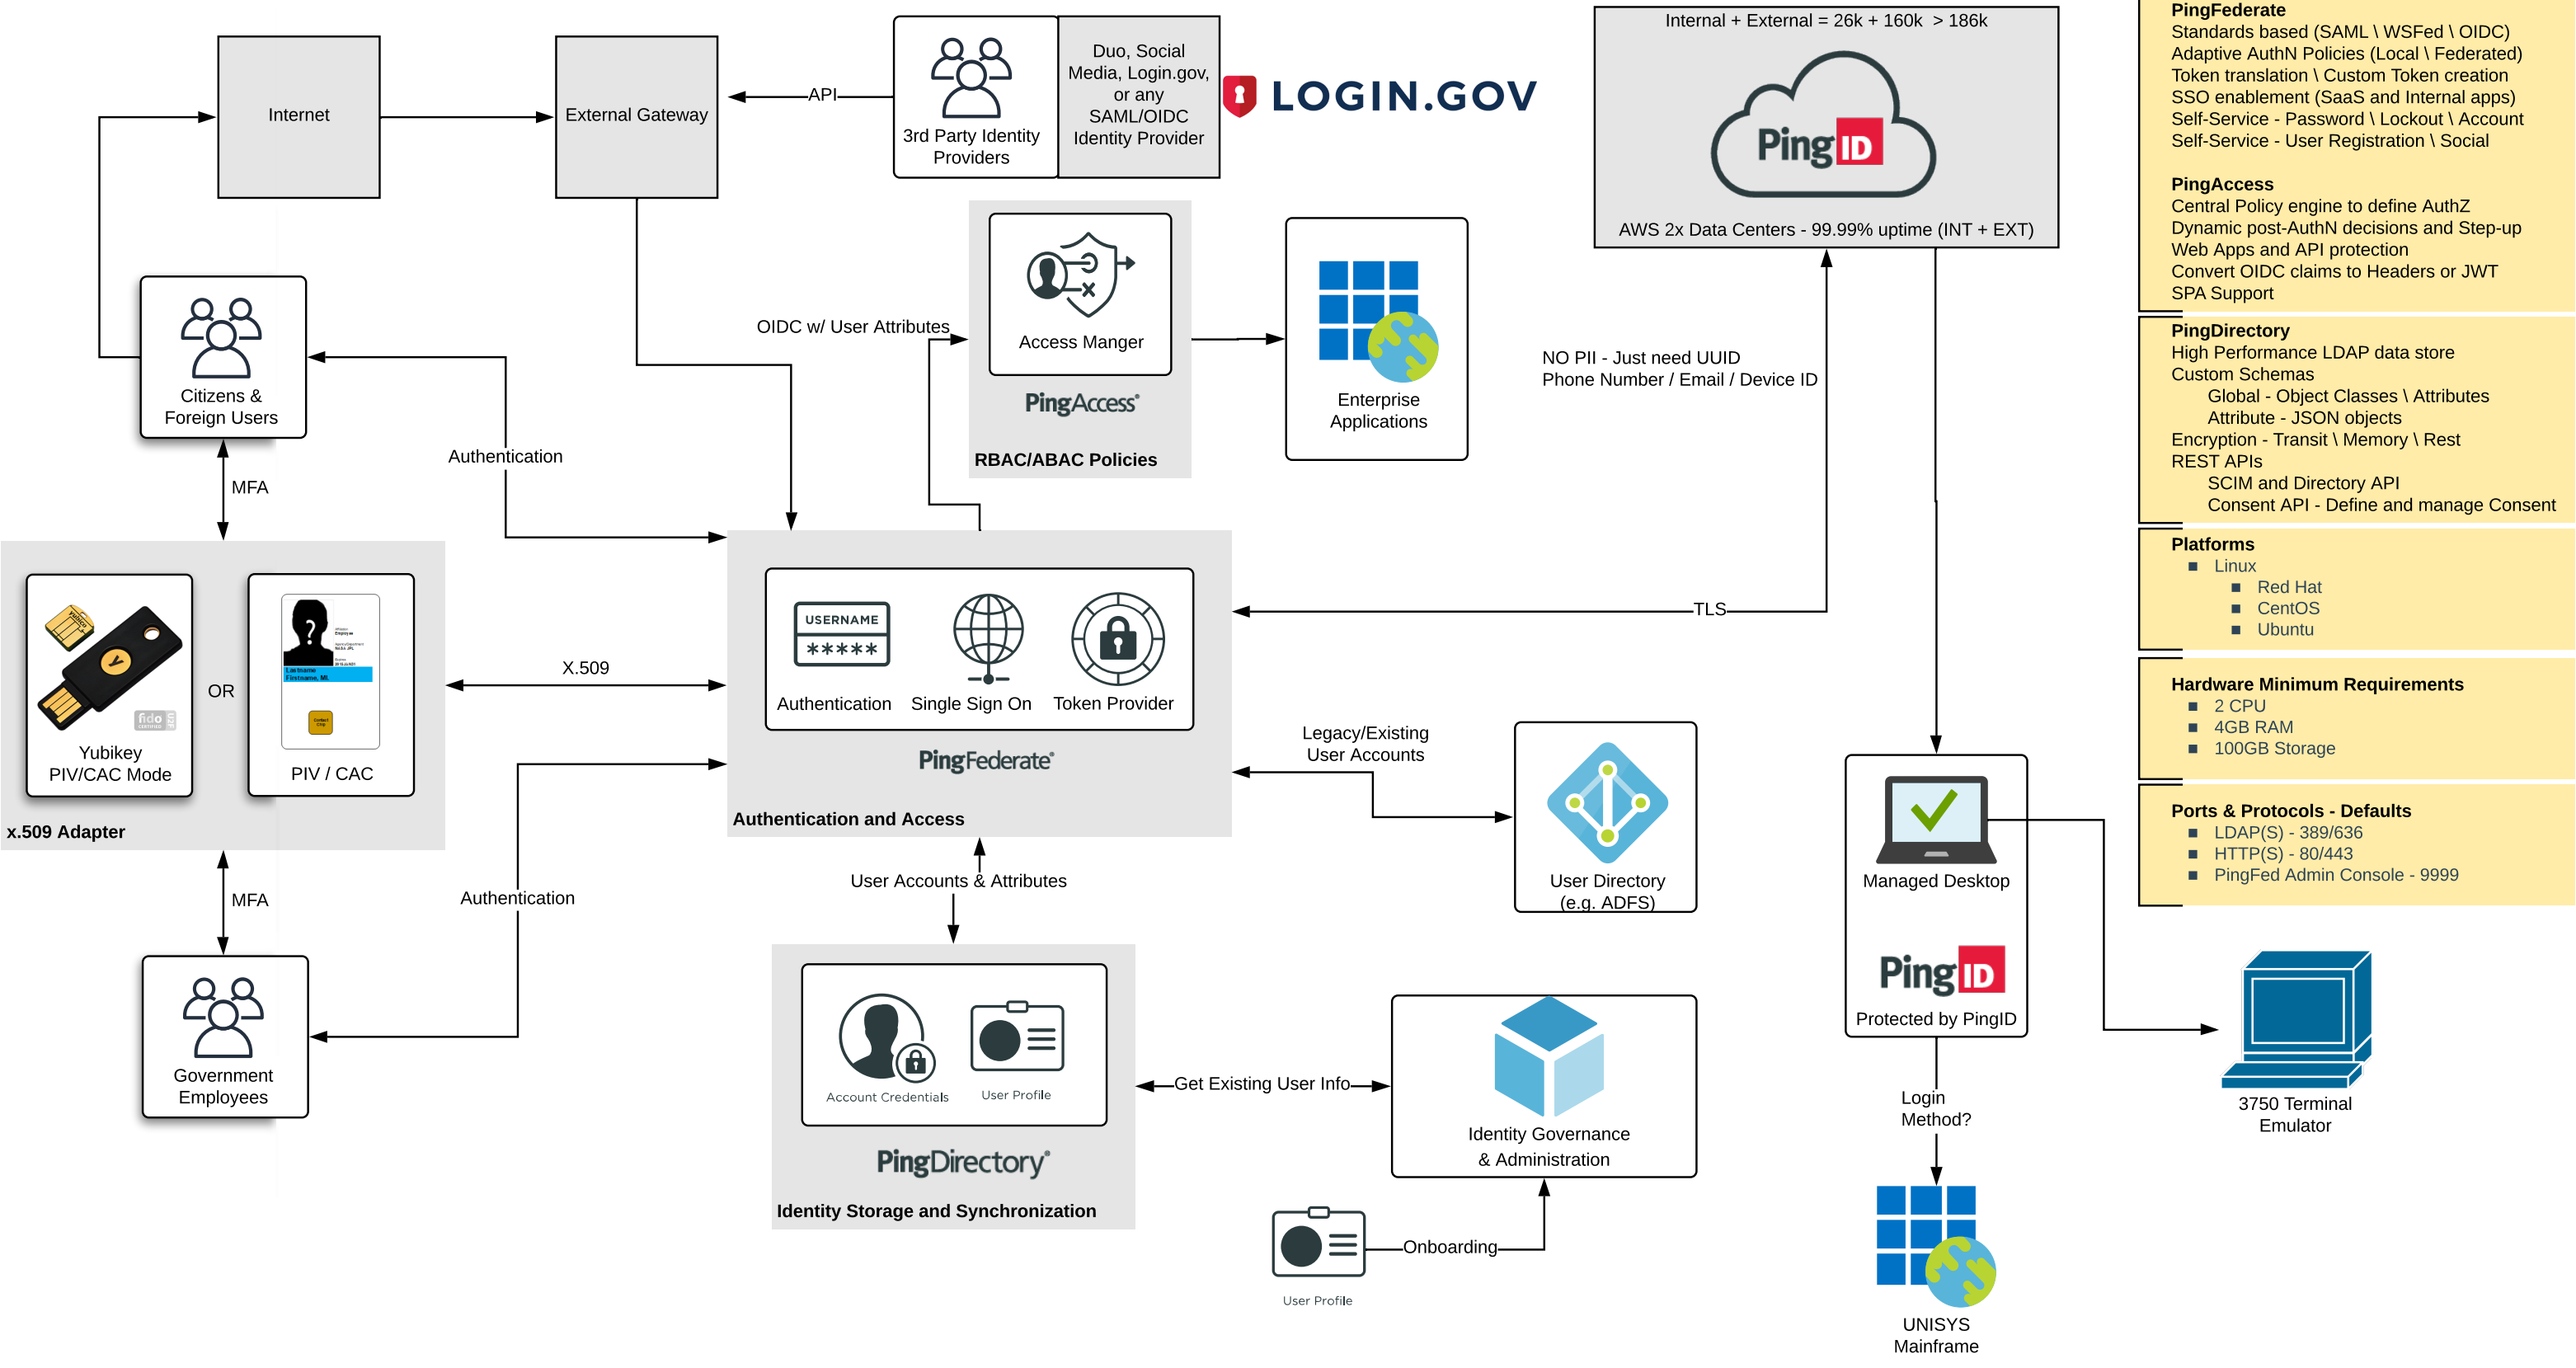 Internet
External Gateway
API
3rd Party Identity
Providers
Duo, Social
Media, Login.gov,
or any
SAML/OIDC
Identity Provider
LOGIN.GOV
Internal + External = 26k + 160k > 186k
PingID
AWS 2x Data Centers - 99.99% uptime (INT + EXT)
Citizens &
Foreign Users
MFA
Authentication
OIDC w/ User Attributes
Access Manger
PingAccess®
RBAC/ABAC Policies
Enterprise
Applications
NO PII - Just need UUID
Phone Number / Email / Device ID
TLS
yubico
y
fido
CERTIFIED
U2F
Yubikey
PIV/CAC Mode
OR
?
Employee
NASA JPL
Lastname
Firstname, MI.
Contact
Chip
PIV / CAC
x.509 Adapter
X.509
USERNAME
*****
Authentication
Single Sign On
Token Provider
PingFederate®
Authentication and Access
Legacy/Existing
User Accounts
User Directory
(e.g. ADFS)
MFA
Authentication
Government
Employees
User Accounts & Attributes
Account Credentials
User Profile
PingDirectory®
Identity Storage and Synchronization
Get Existing User Info
Identity Governance
& Administration
Onboarding
User Profile
Managed Desktop
PingID
Protected by PingID
Login
Method?
UNISYS
Mainframe
3750 Terminal
Emulator
PingFederate
Standards based (SAML \ WSFed \ OIDC)
Adaptive AuthN Policies (Local \ Federated)
Token translation \ Custom Token creation
SSO enablement (SaaS and Internal apps)
Self-Service - Password \ Lockout \ Account
Self-Service - User Registration \ Social
PingAccess
Central Policy engine to define AuthZ
Dynamic post-AuthN decisions and Step-up
Web Apps and API protection
Convert OIDC claims to Headers or JWT
SPA Support
PingDirectory
High Performance LDAP data store
Custom Schemas
Global - Object Classes \ Attributes
Attribute - JSON objects
Encryption - Transit \ Memory \ Rest
REST APIs
SCIM and Directory API
Consent API - Define and manage Consent
Platforms
■ Linux
■ Red Hat
■ CentOS
■ Ubuntu
Hardware Minimum Requirements
■ 2 CPU
■ 4GB RAM
■ 100GB Storage
Ports & Protocols - Defaults
■ LDAP(S) - 389/636
■ HTTP(S) - 80/443
■ PingFed Admin Console - 9999